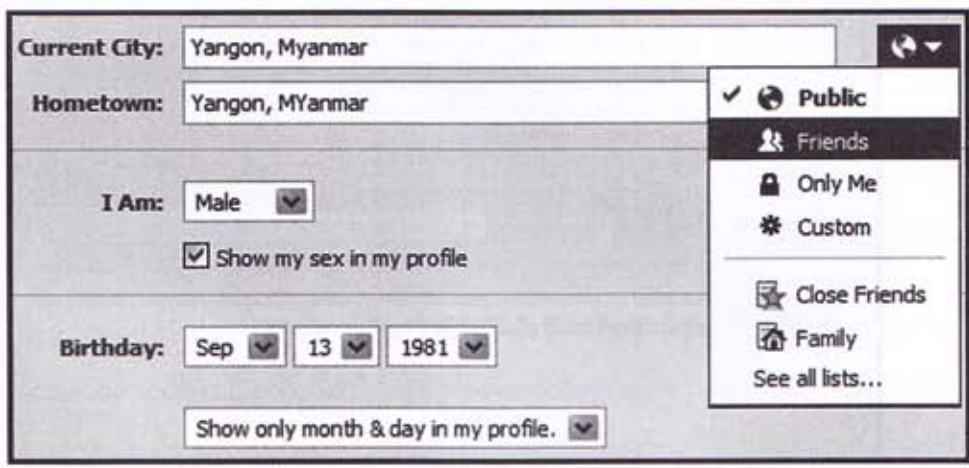 Current City: Yangon, Myanmar
Hometown: Yangon, MYanmar
Public
Friends
Only Me
Custom
Close Friends
Family
See all lists...
I Am: Male
Show my sex in my profile
Birthday: Sep 13 1981
Show only month & day in my profile.